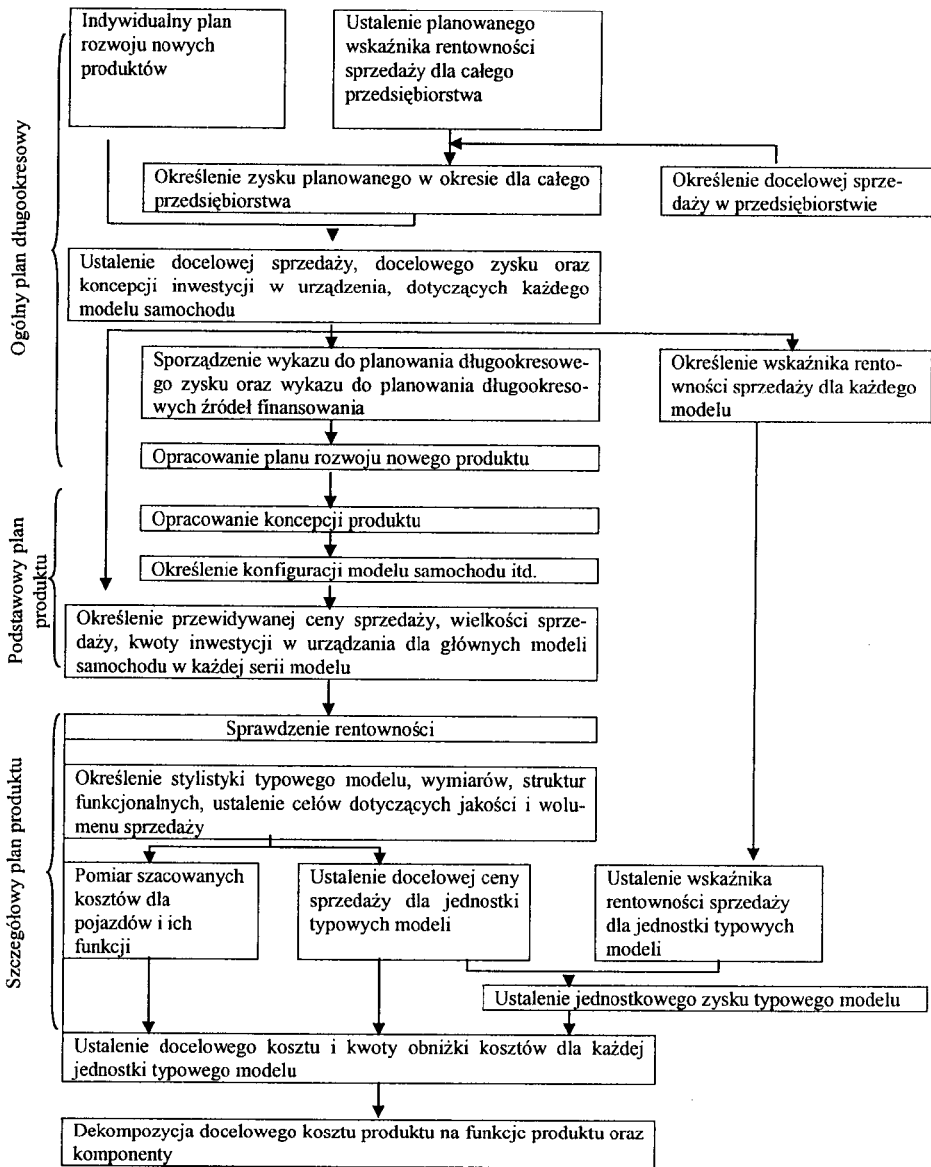 Indywidualny plan
rozwoju nowych
produktów
Ustalenie planowanego
wskaźnika rentowności
sprzedaży dla całego
przedsiębiorstwa
Określenie zysku planowanego w okresie dla całego
przedsiębiorstwa
Określenie docelowej sprze-
daży w przedsiębiorstwie
Ogólny plan długookresowy
Ustalenie docelowej sprzedaży, docelowego zysku oraz
koncepcji inwestycji w urządzenia, dotyczących każdego
modelu samochodu
Sporządzenie wykazu do planowania długookresowe-
go zysku oraz wykazu do planowania długookreso-
wych źródeł finansowania
Określenie wskaźnika rento-
wności sprzedaży dla każdego
modelu
Opracowanie planu rozwoju nowego produktu
Podstawowy plan
produktu
Opracowanie koncepcji produktu
Określenie konfiguracji modelu samochodu itd.
Określenie przewidywanej ceny sprzedaży, wielkości sprze-
daży, kwoty inwestycji w urządzania dla głównych modeli
samochodu w każdej serii modelu
Szczegółowy plan produktu
Sprawdzenie rentowności
Określenie stylistyki typowego modelu, wymiarów, struktur
funkcjonalnych, ustalenie celów dotyczących jakości i wolu-
menu sprzedaży
Pomiar szacowanych
kosztów dla
pojazdów i ich
funkcji
Ustalenie docelowej ceny
sprzedaży dla jednostki
typowych modeli
Ustalenie wskaźnika
rentowności sprzedaży
dla jednostki typowych
modeli
Ustalenie jednostkowego zysku typowego modelu
Ustalenie docelowego kosztu i kwoty obniżki kosztów dla każdej
jednostki typowego modelu
Dekompozycja docelowego kosztu produktu na funkcje produktu oraz
komponenty